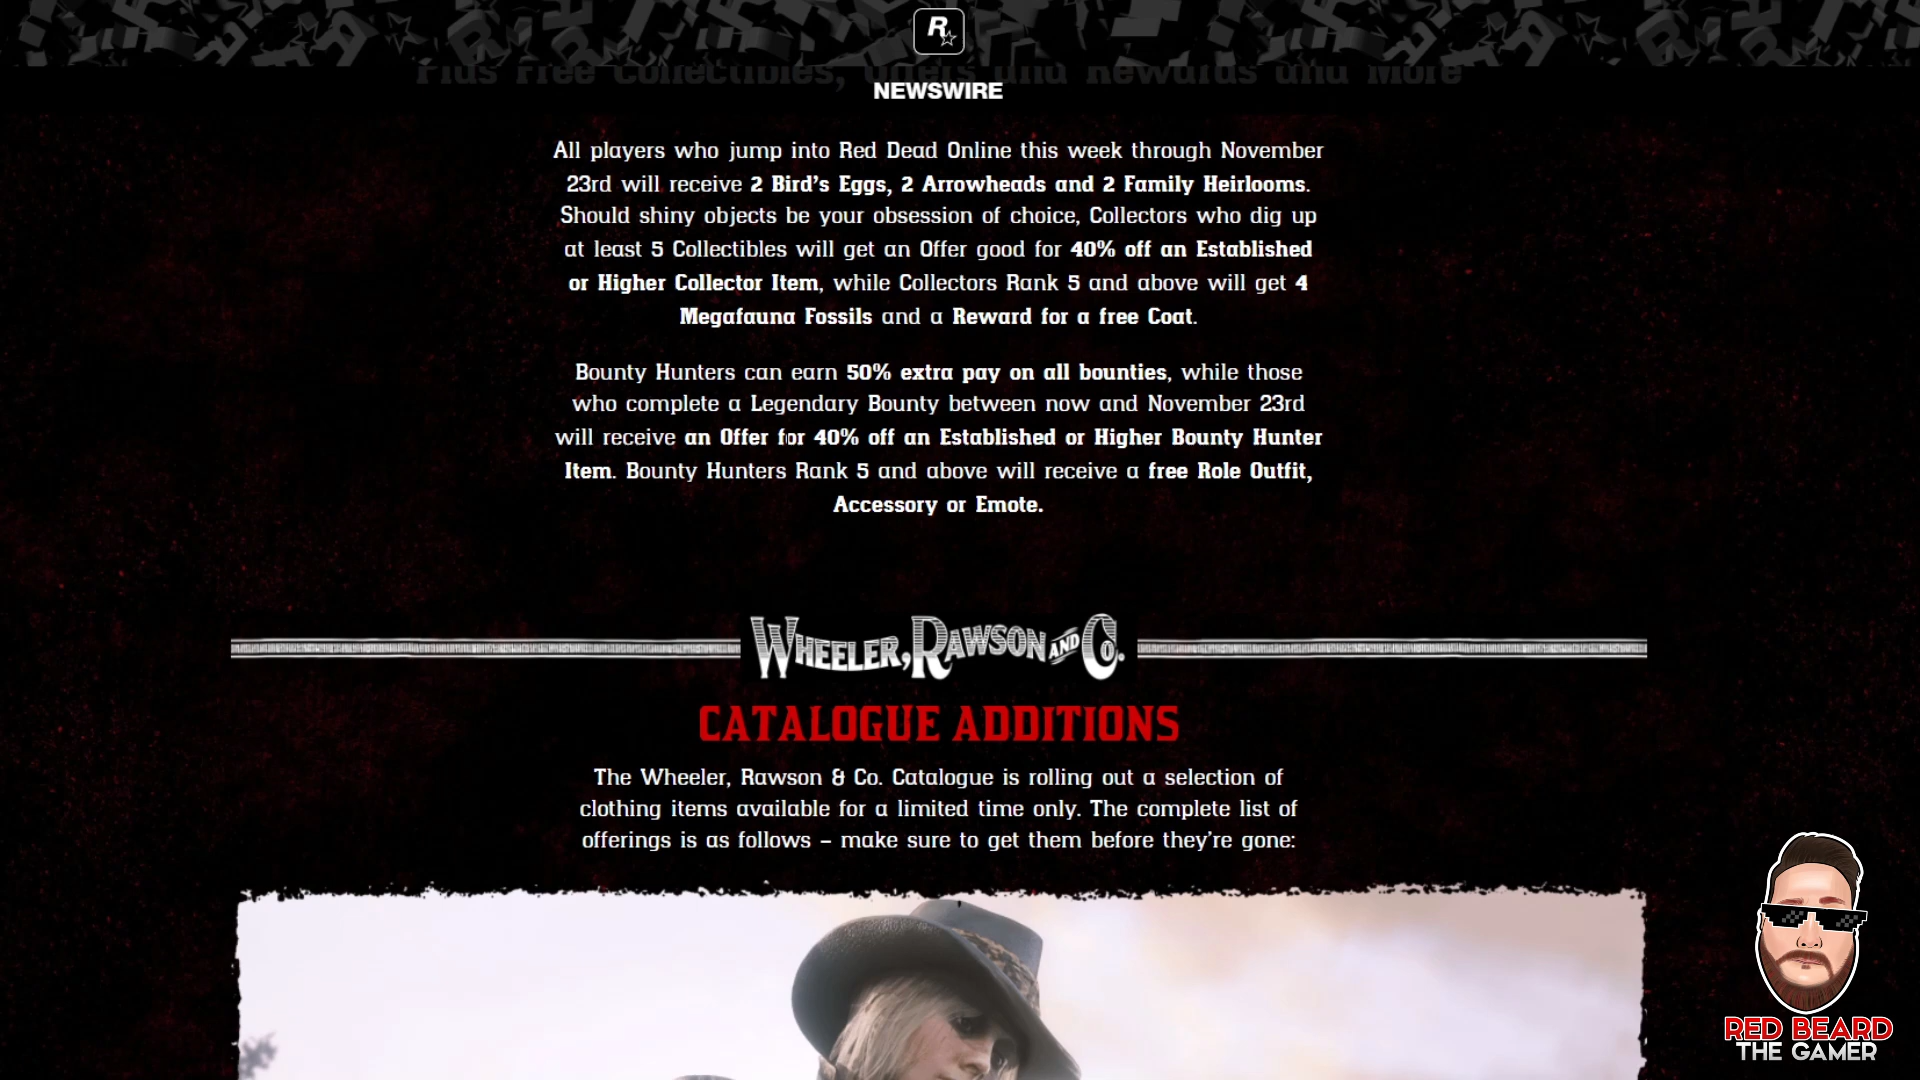 R
Plus Free Collectibles, Offers and Rewards and More
NEWSWIRE
All players who jump into Red Dead Online this week through November
23rd will receive 2 Bird's Eggs, 2 Arrowheads and 2 Family Heirlooms.
Should shiny objects be your obsession of choice, Collectors who dig up
at least 5 Collectibles will get an Offer good for 40% off an Established
or Higher Collector Item, while Collectors Rank 5 and above will get 4
Megafauna Fossils and a Reward for a free Coat.
Bounty Hunters can earn 50% extra pay on all bounties, while those
who complete a Legendary Bounty between now and November 23rd
will receive an Offer for 40% off an Established or Higher Bounty Hunter
Item. Bounty Hunters Rank 5 and above will receive a free Role Outfit,
Accessory or Emote.
WHEELER, RAWSON AND CO.
CATALOGUE ADDITIONS
The Wheeler, Rawson & Co. Catalogue is rolling out a selection of
clothing items available for a limited time only. The complete list of
offerings is as follows – make sure to get them before they're gone:
RED BEARD
THE GAMER